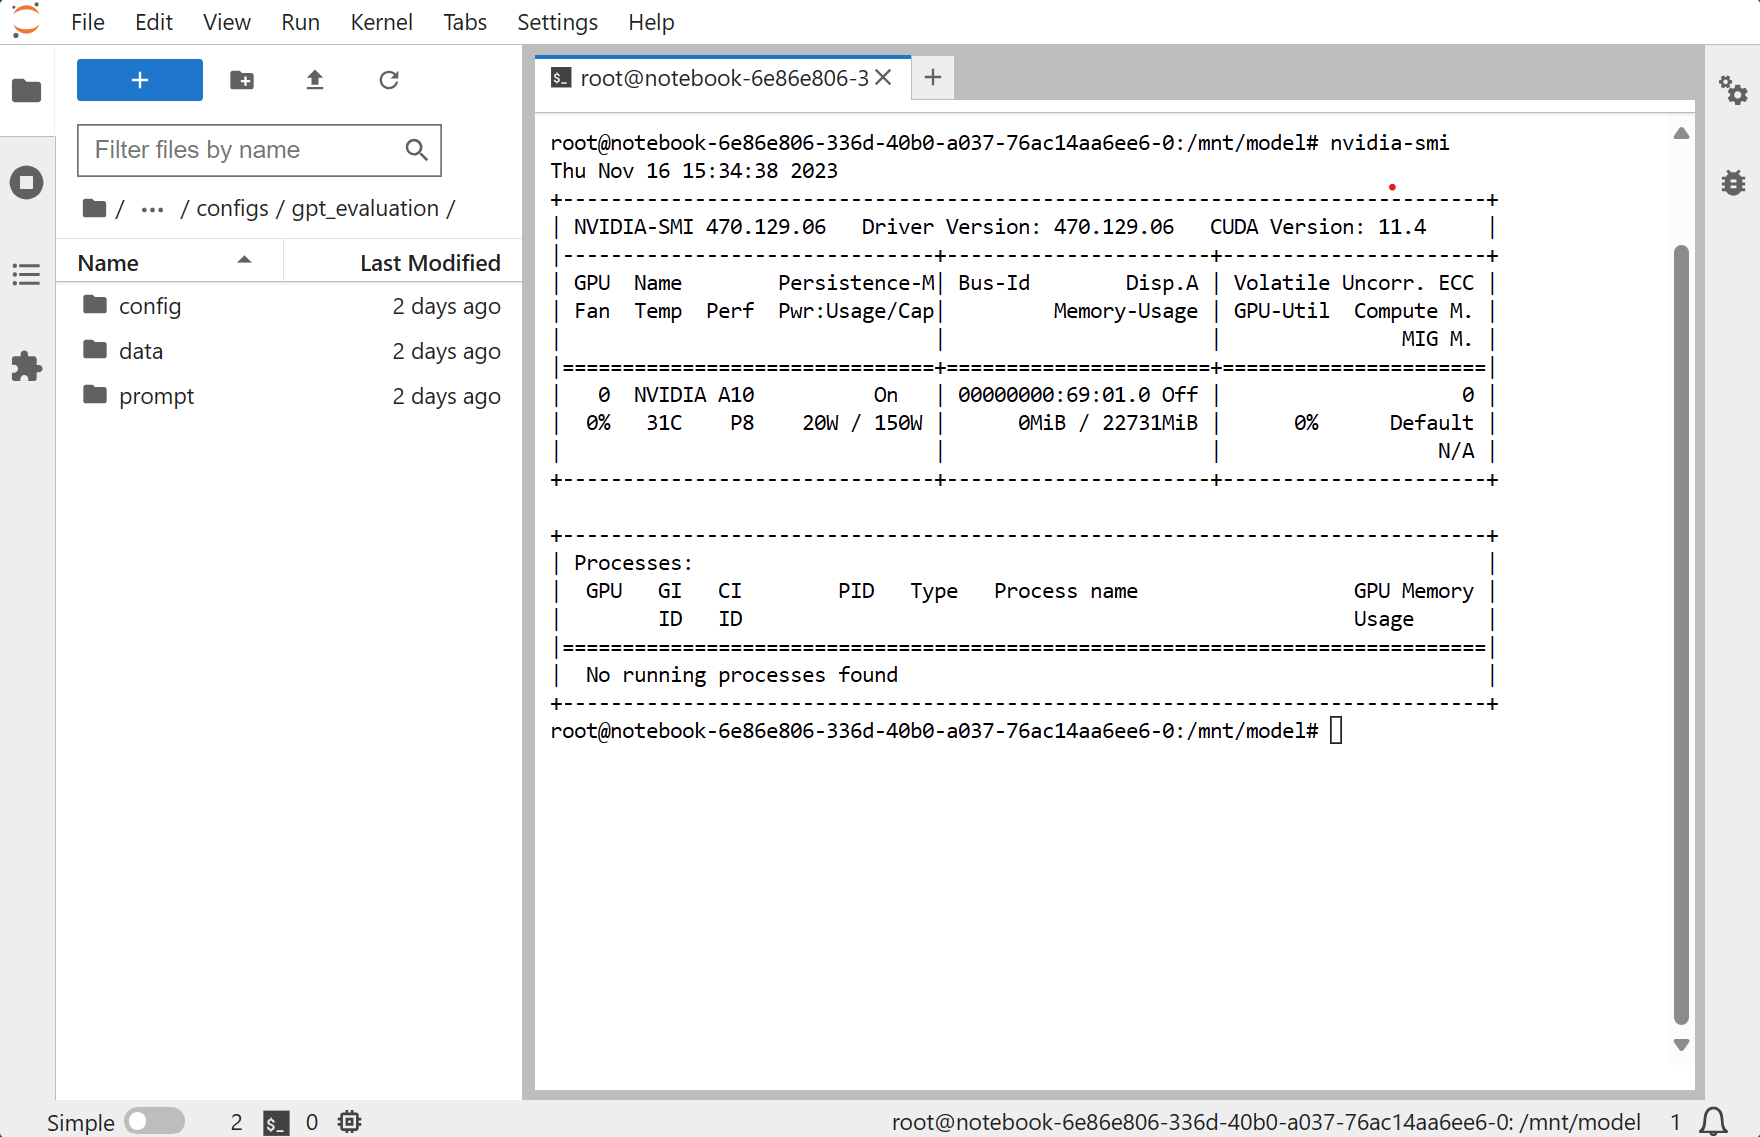 File Edit View Run Kernel Tabs Settings Help
+
Filter files by name
/ ... / configs / gpt_evaluation /
Name Last Modified
config 2 days ago
data 2 days ago
prompt 2 days ago
$_ root@notebook-6e86e806-3 × +
root@notebook-6e86e806-336d-40b0-a037-76ac14aa6ee6-0:/mnt/model# nvidia-smi
Thu Nov 16 15:34:38 2023
+-----------------------------------------------------------------------------+
| NVIDIA-SMI 470.129.06   Driver Version: 470.129.06   CUDA Version: 11.4     |
|-------------------------------+----------------------+----------------------+
| GPU  Name        Persistence-M| Bus-Id        Disp.A | Volatile Uncorr. ECC |
| Fan  Temp  Perf  Pwr:Usage/Cap|         Memory-Usage | GPU-Util  Compute M. |
|                               |                      |               MIG M. |
|===============================+======================+======================|
|   0  NVIDIA A10          On   | 00000000:69:01.0 Off |                    0 |
|  0%   31C    P8    20W / 150W |      0MiB / 22731MiB |      0%      Default |
|                               |                      |                  N/A |
+-------------------------------+----------------------+----------------------+
+-----------------------------------------------------------------------------+
| Processes:                                                                  |
|  GPU   GI   CI        PID   Type   Process name                  GPU Memory |
|        ID   ID                                                   Usage      |
|=============================================================================|
|  No running processes found                                                 |
+-----------------------------------------------------------------------------+
root@notebook-6e86e806-336d-40b0-a037-76ac14aa6ee6-0:/mnt/model#
Simple 2 $_ 0 root@notebook-6e86e806-336d-40b0-a037-76ac14aa6ee6-0: /mnt/model 1